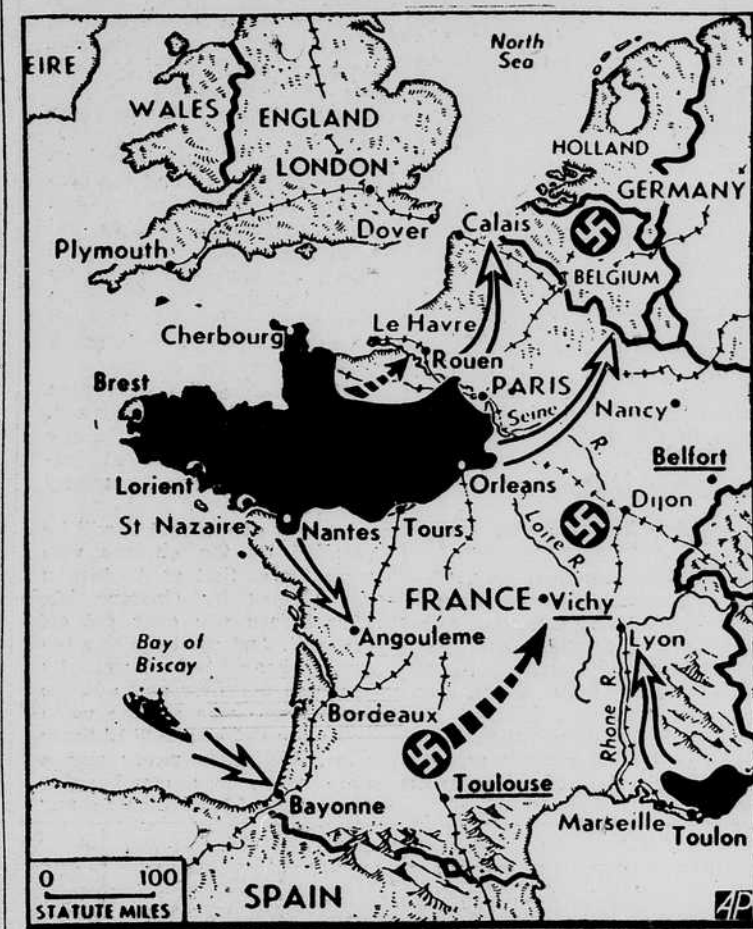 North
Sea
EIRE
WALES
ENGLAND
HOLLAND
LONDON
GERMANY
Dover
Calais
Plymouth
BELGIUM
Cherbourg
Le Havre
Rouen
Brest
PARIS
Seine
R.
Nancy
Belfort
Lorient
Orleans
Dijon
St Nazaire
Nantes
Tours
Loire R.
FRANCE
Vichy
Angouleme
Lyon
Bay of
Biscay
Rhone R.
Bordeaux
Toulouse
Bayonne
Marseille
Toulon
0 100
STATUTE MILES
SPAIN
AP